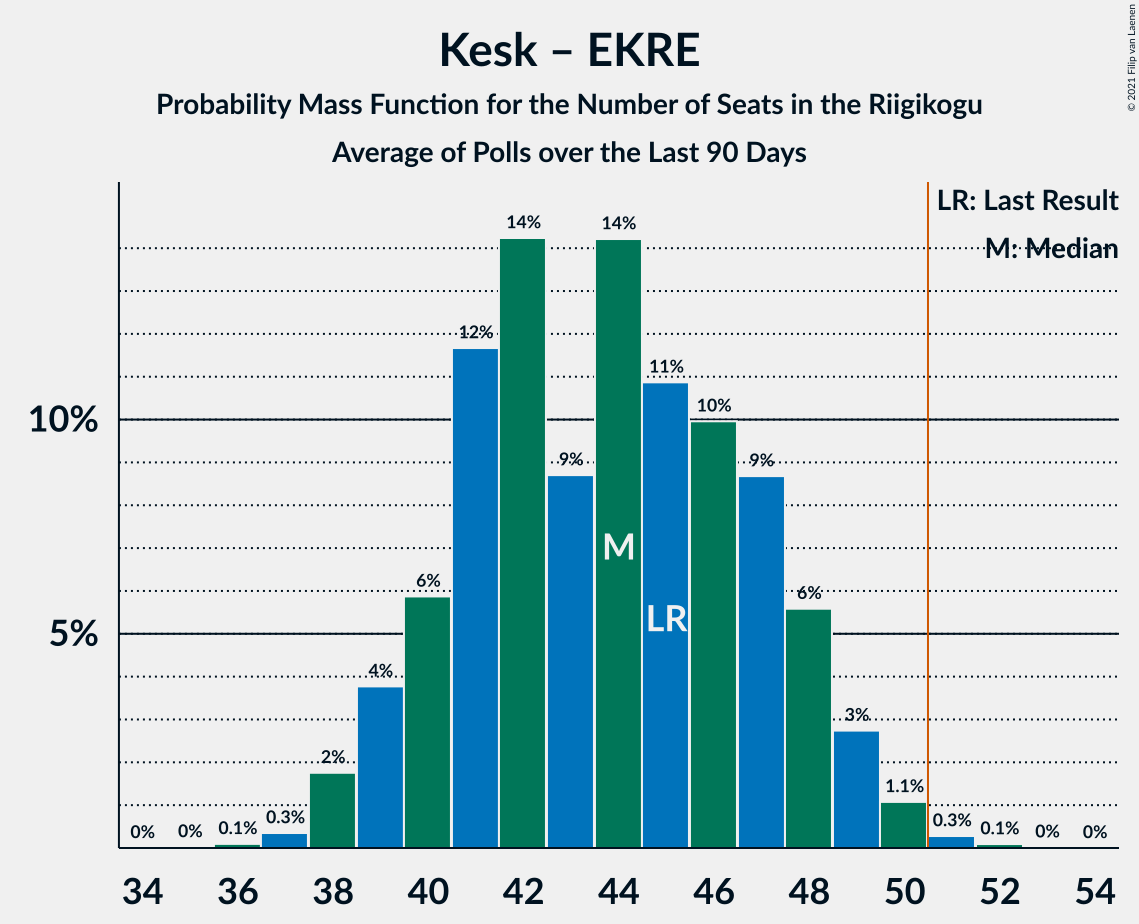 Kesk – EKRE
Probability Mass Function for the Number of Seats in the Riigikogu
Average of Polls over the Last 90 Days
© 2021 Filip van Laenen
LR: Last Result
M: Median
10%
5%
0%
0%
0.1%
0.3%
2%
4%
6%
12%
14%
9%
14%
11%
10%
9%
6%
3%
1.1%
0.3%
0.1%
0%
0%
M
LR
34 36 38 40 42 44 46 48 50 52 54